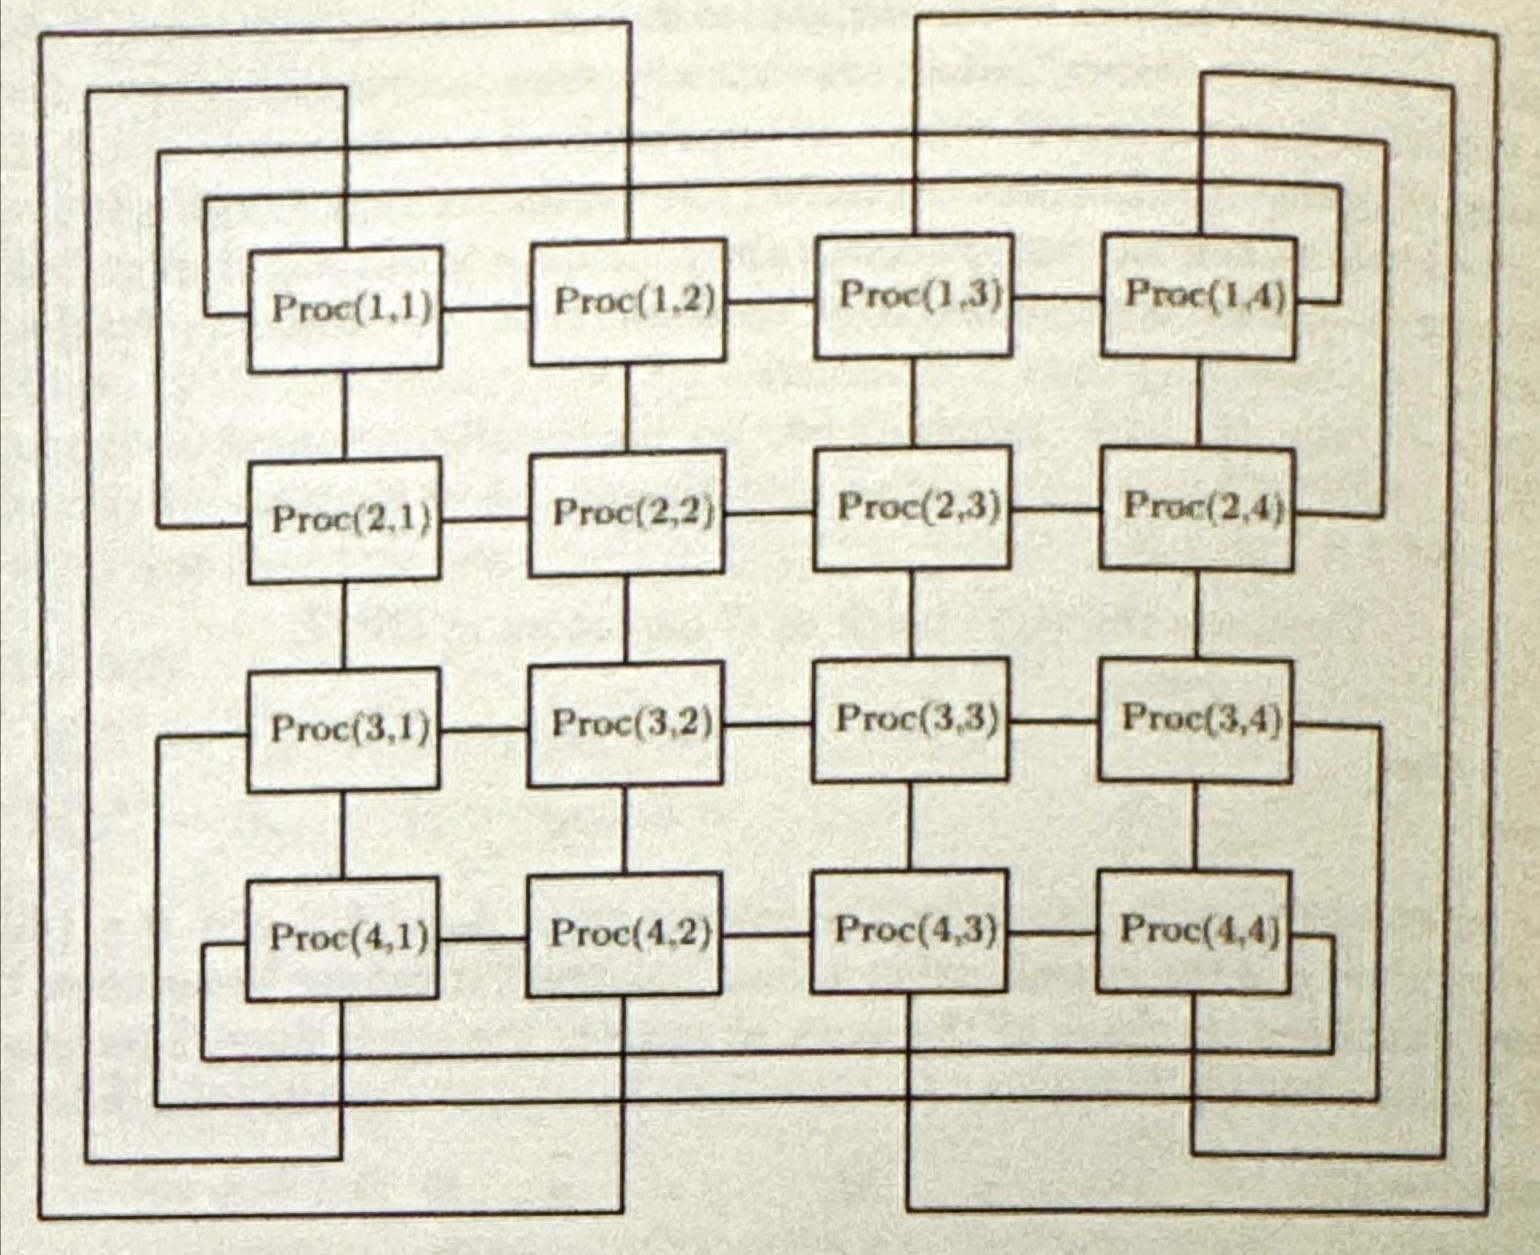 Proc(1,1) Proc(1,2) Proc(1,3) Proc(1,4)
Proc(2,1) Proc(2,2) Proc(2,3) Proc(2,4)
Proc(3,1) Proc(3,2) Proc(3,3) Proc(3,4)
Proc(4,1) Proc(4,2) Proc(4,3) Proc(4,4)